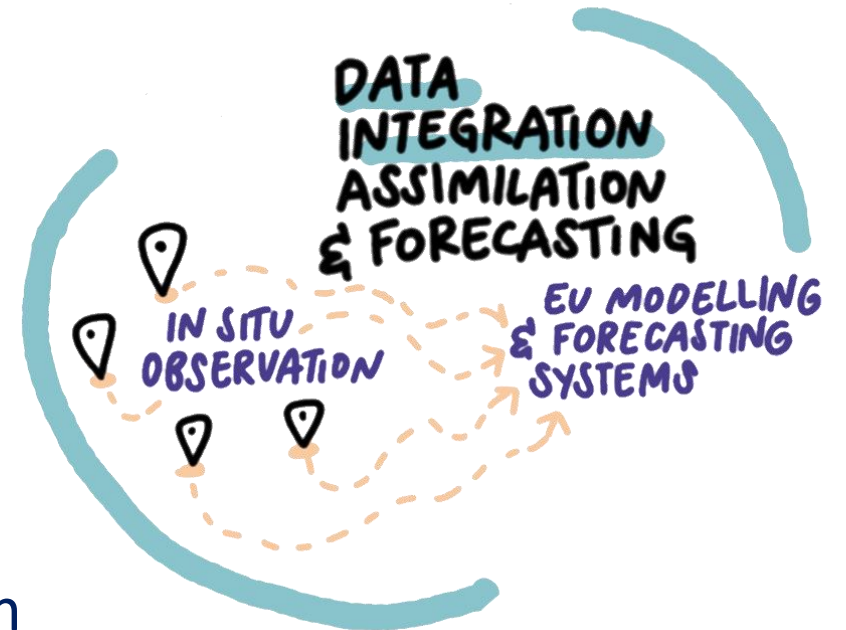 DATA
INTEGRATION
ASSIMILATION
& FORECASTING
IN SITU
OBSERVATION
EU MODELLING
& FORECASTING
SYSTEMS
n